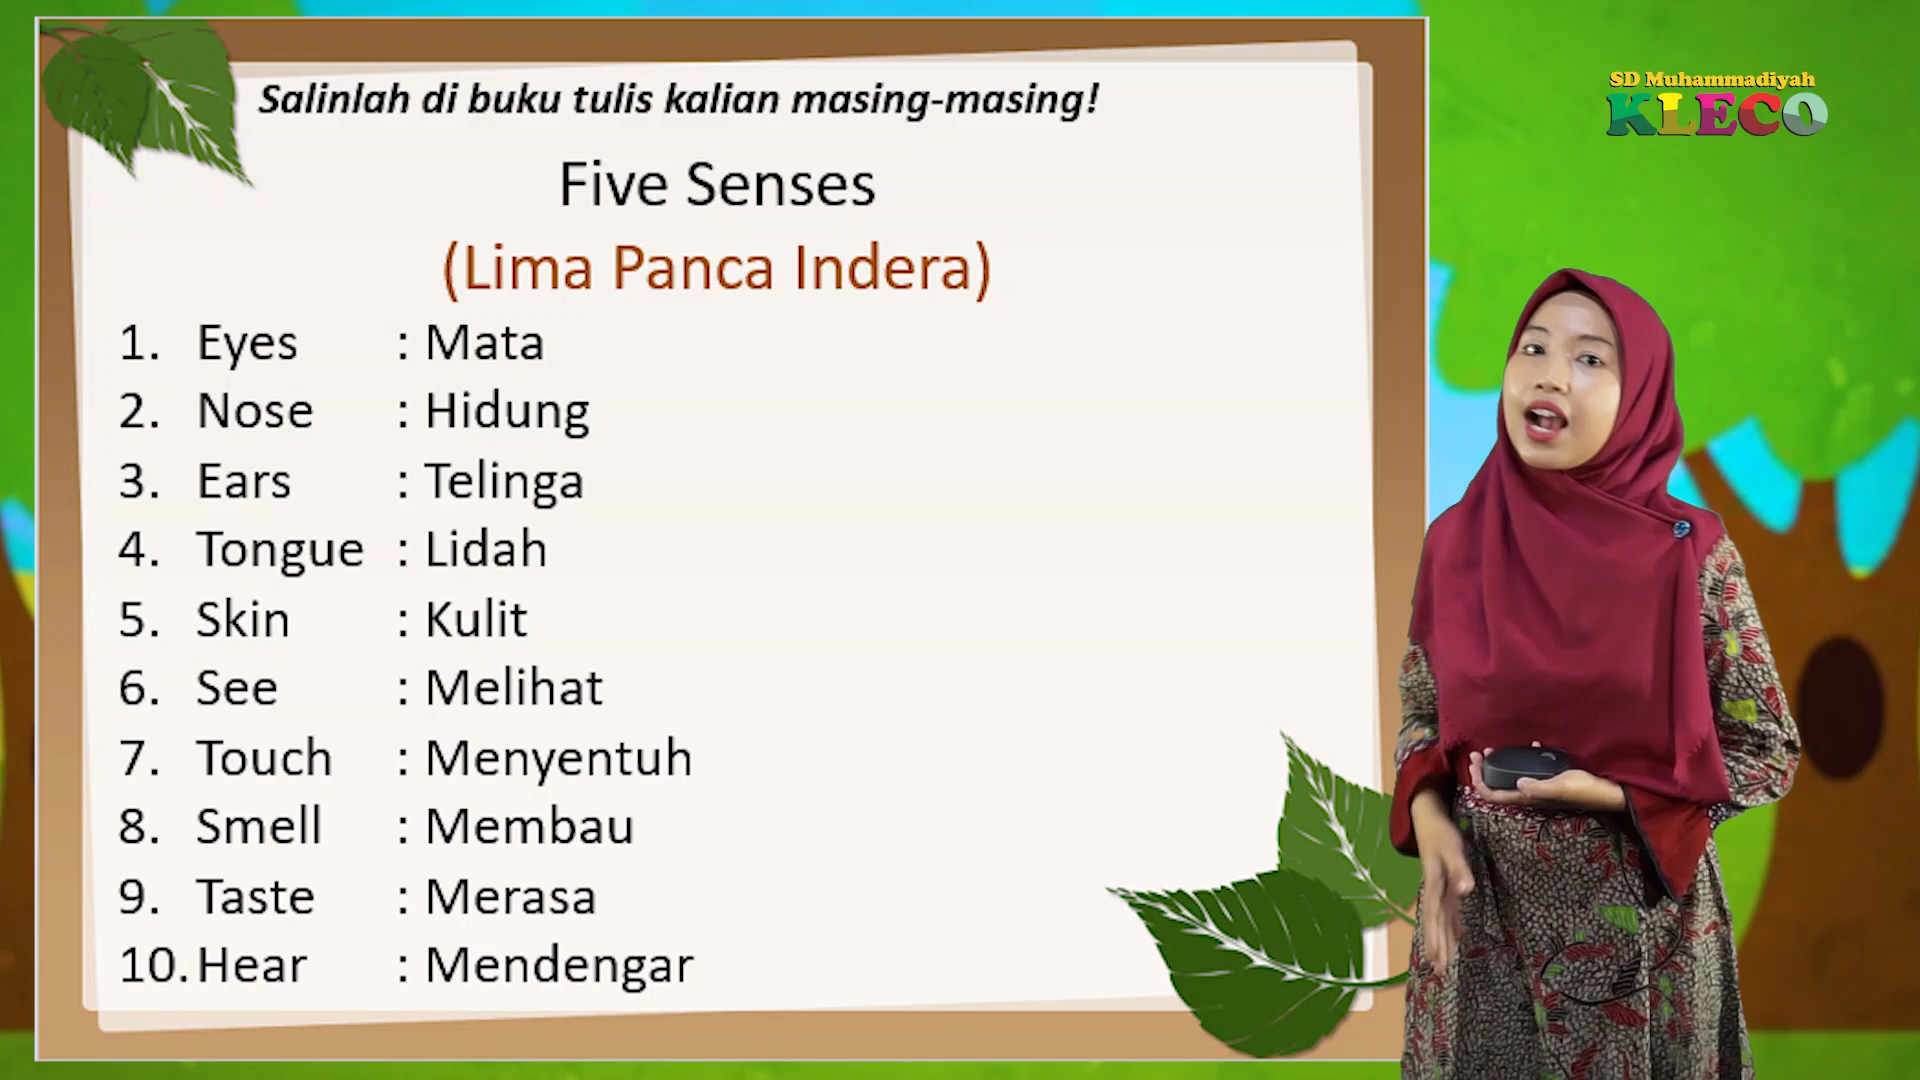 Salinlah di buku tulis kalian masing-masing!
SD Muhammadiyah
KLECO
Five Senses
(Lima Panca Indera)
1. Eyes : Mata
2. Nose : Hidung
3. Ears : Telinga
4. Tongue : Lidah
5. Skin : Kulit
6. See : Melihat
7. Touch : Menyentuh
8. Smell : Membau
9. Taste : Merasa
10. Hear : Mendengar